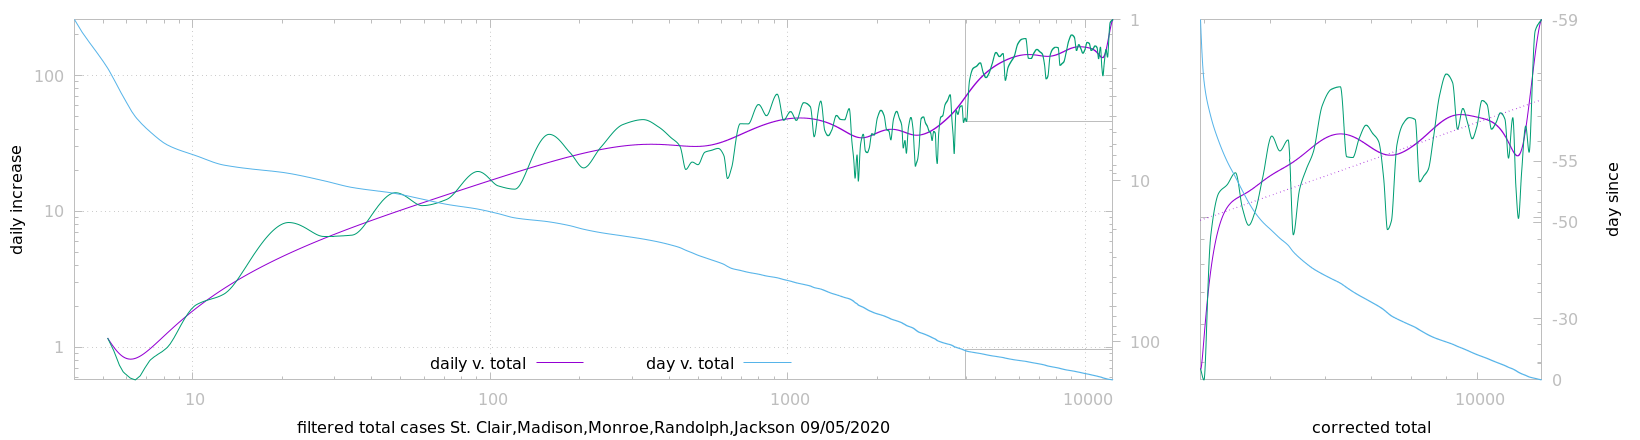 daily increase
100
10
1
10
100
1000
10000
1
10
100
daily v. total
day v. total
filtered total cases St. Clair,Madison,Monroe,Randolph,Jackson 09/05/2020
-59
-55
-50
-30
0
day since
10000
corrected total